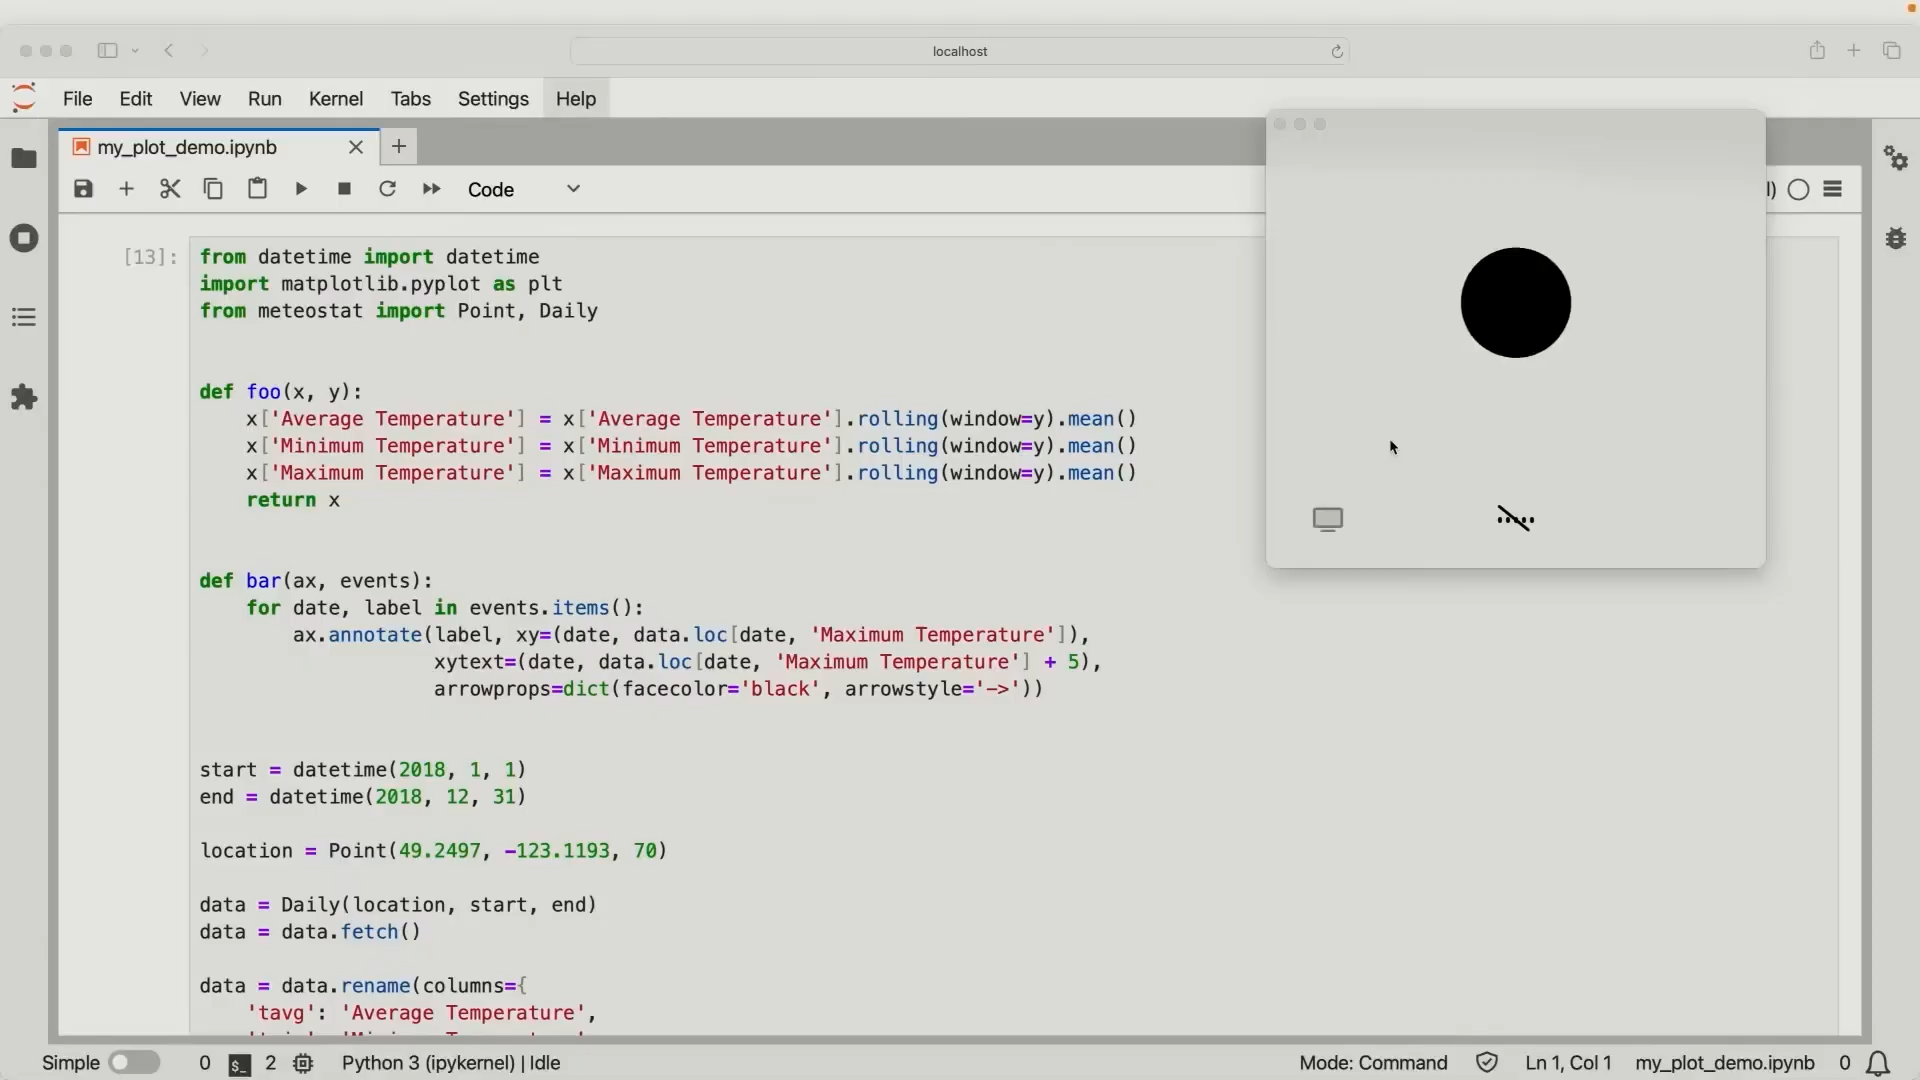 localhost
File Edit View Run Kernel Tabs Settings Help
my_plot_demo.ipynb
Code
[13]:
from datetime import datetime
import matplotlib.pyplot as plt
from meteostat import Point, Daily
def foo(x, y):
x['Average Temperature'] = x['Average Temperature'].rolling(window=y).mean()
x['Minimum Temperature'] = x['Minimum Temperature'].rolling(window=y).mean()
x['Maximum Temperature'] = x['Maximum Temperature'].rolling(window=y).mean()
return x
def bar(ax, events):
for date, label in events.items():
ax.annotate(label, xy=(date, data.loc[date, 'Maximum Temperature']),
xytext=(date, data.loc[date, 'Maximum Temperature'] + 5),
arrowprops=dict(facecolor='black', arrowstyle='->'))
start = datetime(2018, 1, 1)
end = datetime(2018, 12, 31)
location = Point(49.2497, -123.1193, 70)
data = Daily(location, start, end)
data = data.fetch()
data = data.rename(columns={
'tavg': 'Average Temperature',
Simple 0 2 Python 3 (ipykernel) | Idle Mode: Command Ln 1, Col 1 my_plot_demo.ipynb 0